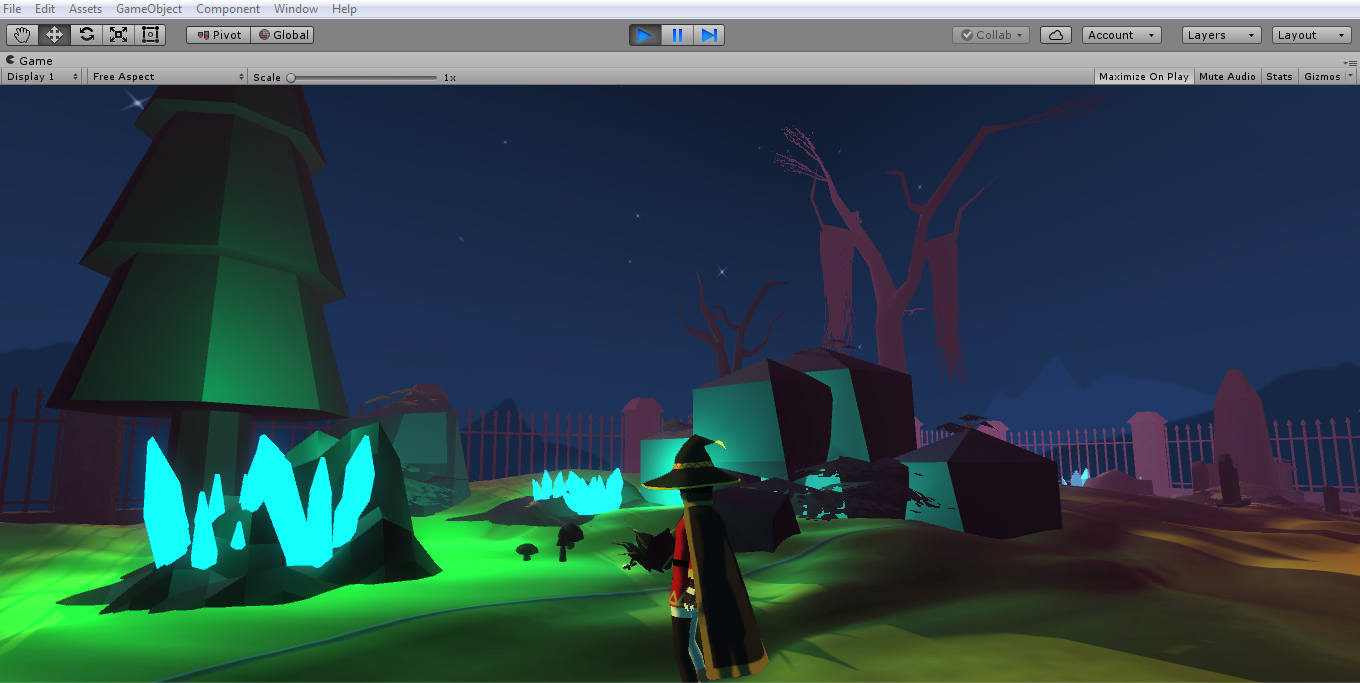 File Edit Assets GameObject Component Window Help
Pivot Global Collab Account Layers Layout
Game
Display 1 Free Aspect Scale 1x Maximize On Play Mute Audio Stats Gizmos